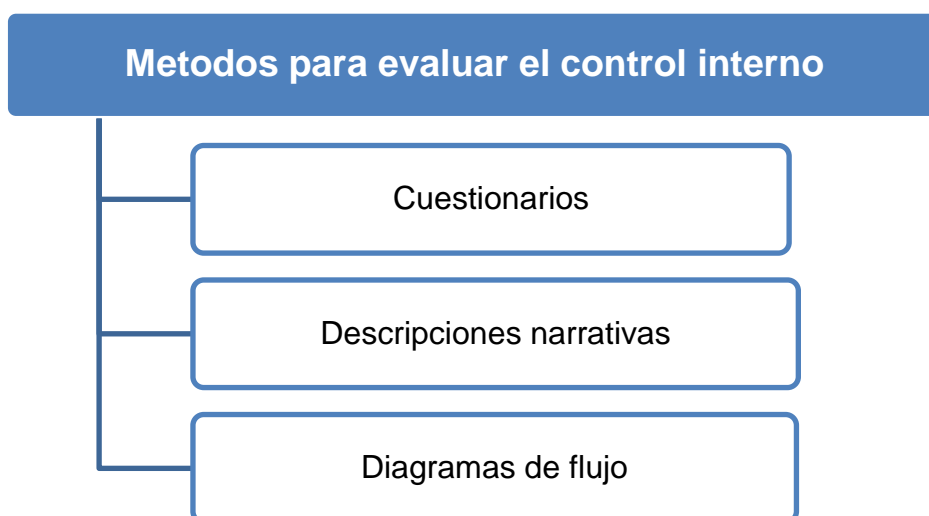 Metodos para evaluar el control interno
Cuestionarios
Descripciones narrativas
Diagramas de flujo